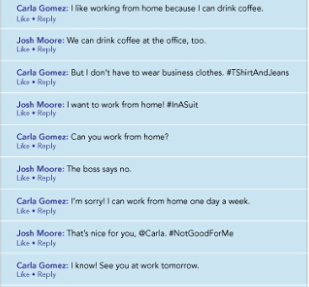 Carla Gomez: I like working from home because I can drink coffee.
Like • Reply
Josh Moore: We can drink coffee at the office, too.
Like • Reply
Carla Gomez: But I don't have to wear business clothes. #TShirtAndJeans
Like • Reply
Josh Moore: I want to work from home! #InASuit
Like • Reply
Carla Gomez: Can you work from home?
Like • Reply
Josh Moore: The boss says no.
Like • Reply
Carla Gomez: I'm sorry! I can work from home one day a week.
Like • Reply
Josh Moore: That's nice for you, @Carla. #NotGoodForMe
Like • Reply
Carla Gomez: I know! See you at work tomorrow.
Like • Reply